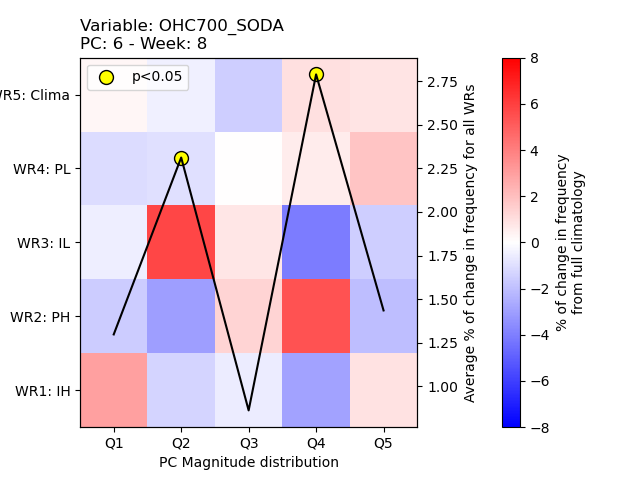 Variable: OHC700_SODA
PC: 6 - Week: 8
p<0.05
WR5: Clima
WR4: PL
WR3: IL
WR2: PH
WR1: IH
Q1 Q2 Q3 Q4 Q5
PC Magnitude distribution
2.75
2.50
2.25
2.00
1.75
1.50
1.25
1.00
Average % of change in frequency for all WRs
8
6
4
2
0
−2
−4
−6
−8
% of change in frequency
from full climatology